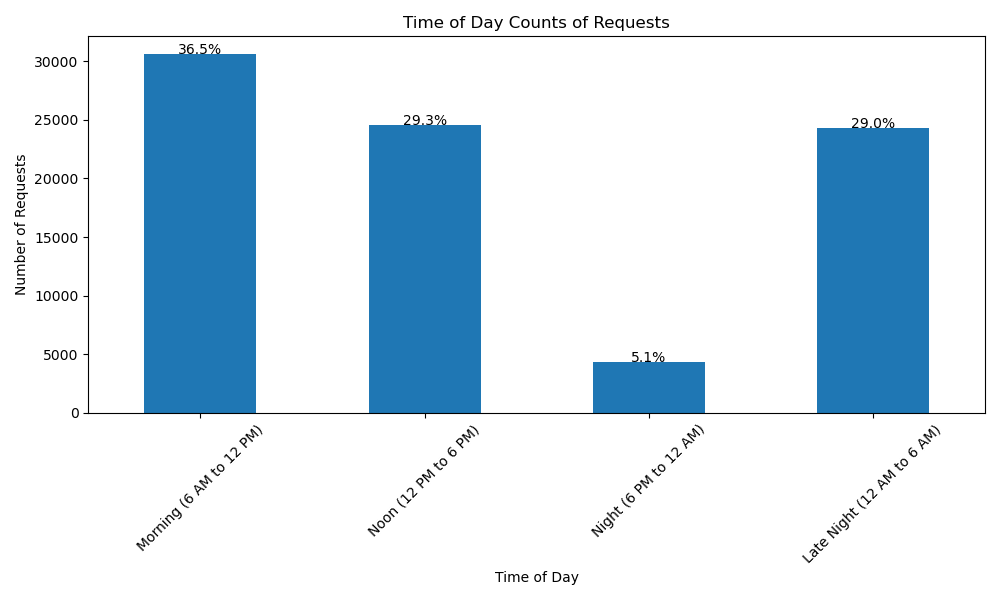 Time of Day Counts of Requests
Number of Requests
30000
25000
20000
15000
10000
5000
0
36.5%
29.3%
5.1%
29.0%
Morning (6 AM to 12 PM)
Noon (12 PM to 6 PM)
Night (6 PM to 12 AM)
Late Night (12 AM to 6 AM)
Time of Day